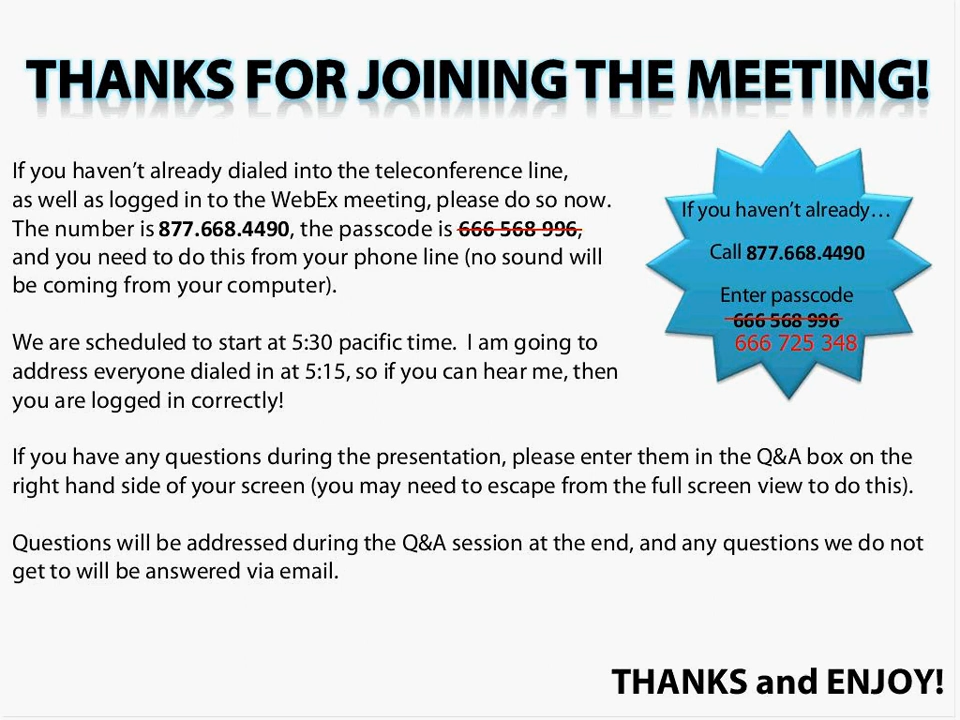 THANKS FOR JOINING THE MEETING!
If you haven't already dialed into the teleconference line,
as well as logged in to the WebEx meeting, please do so now.
The number is 877.668.4490, the passcode is 666 568 996,
and you need to do this from your phone line (no sound will
be coming from your computer).
We are scheduled to start at 5:30 pacific time.  I am going to
address everyone dialed in at 5:15, so if you can hear me, then
you are logged in correctly!
If you haven't already...
Call 877.668.4490
Enter passcode
666 568 996
666 725 348
If you have any questions during the presentation, please enter them in the Q&A box on the
right hand side of your screen (you may need to escape from the full screen view to do this).
Questions will be addressed during the Q&A session at the end, and any questions we do not
get to will be answered via email.
THANKS and ENJOY!